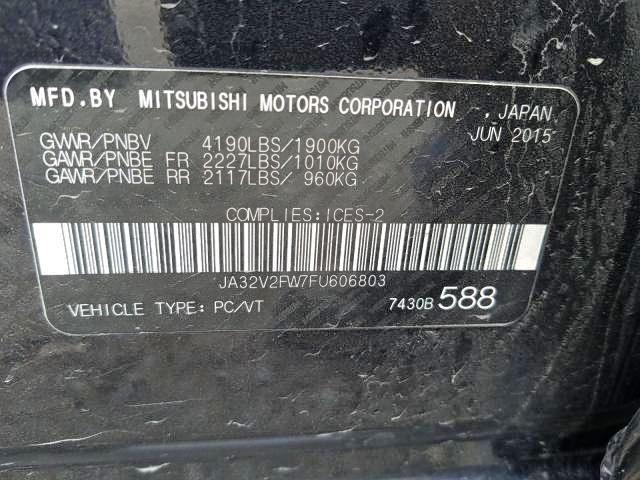 MFD.BY MITSUBISHI MOTORS CORPORATION , JAPAN
JUN 2015
GVWR/PNBV 4190LBS/1900KG
GAWR/PNBE FR 2227LBS/1010KG
GAWR/PNBE RR 2117LBS/ 960KG
COMPLIES:ICES-2
JA32V2FW7FU606803
VEHICLE TYPE: PC/VT 7430B 588